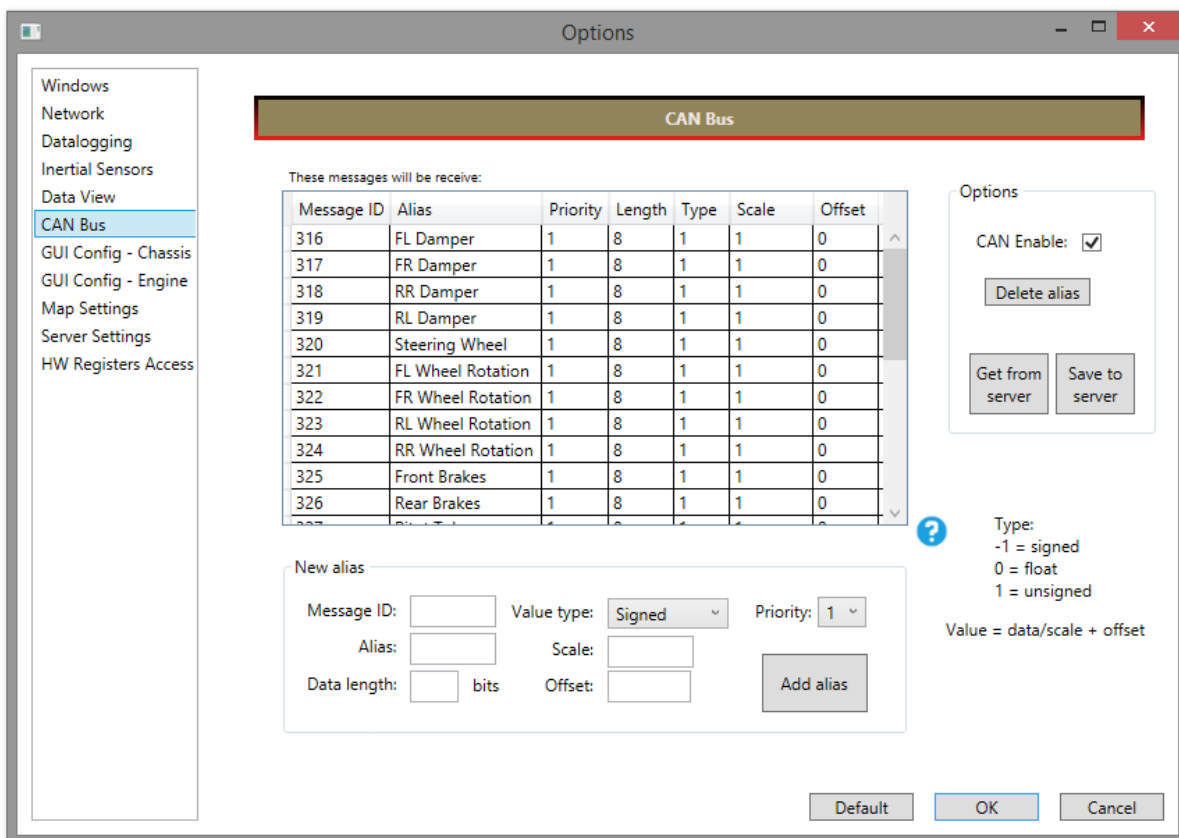 Options
Windows
Network
Datalogging
Inertial Sensors
Data View
CAN Bus
GUI Config - Chassis
GUI Config - Engine
Map Settings
Server Settings
HW Registers Access
CAN Bus
These messages will be receive:
Message ID Alias Priority Length Type Scale Offset
316 FL Damper 1 8 1 1 0
317 FR Damper 1 8 1 1 0
318 RR Damper 1 8 1 1 0
319 RL Damper 1 8 1 1 0
320 Steering Wheel 1 8 1 1 0
321 FL Wheel Rotation 1 8 1 1 0
322 FR Wheel Rotation 1 8 1 1 0
323 RL Wheel Rotation 1 8 1 1 0
324 RR Wheel Rotation 1 8 1 1 0
325 Front Brakes 1 8 1 1 0
326 Rear Brakes 1 8 1 1 0
Options
CAN Enable:
Delete alias
Get from
server
Save to
server
?
Type:
-1 = signed
0 = float
1 = unsigned
Value = data/scale + offset
New alias
Message ID: Value type: Signed Priority: 1
Alias: Scale:
Data length: bits Offset:
Add alias
Default OK Cancel